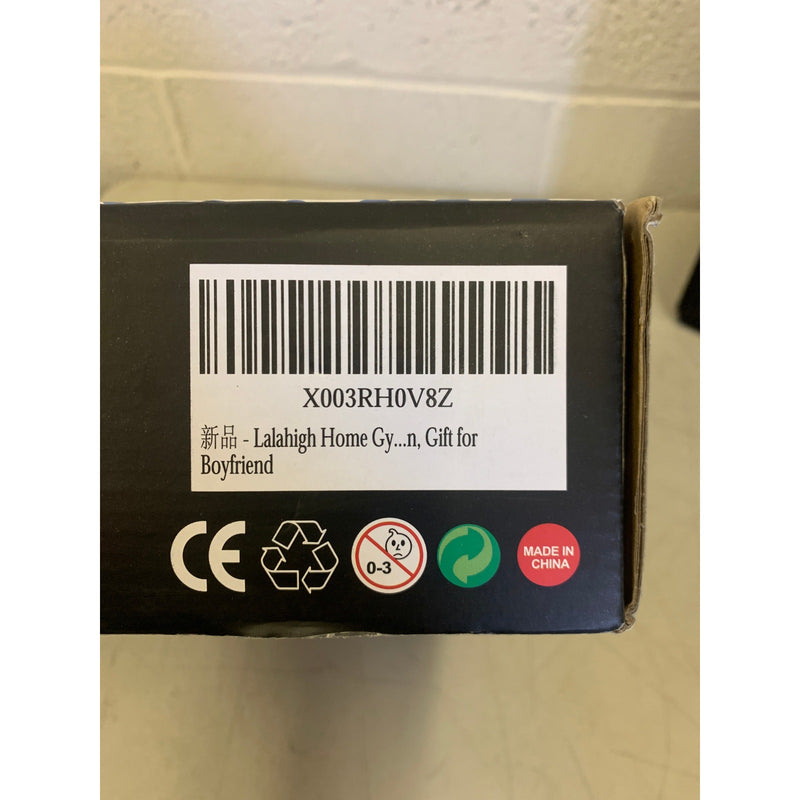 X003RH0V8Z
新品 - Lalahigh Home Gy...n, Gift for
Boyfriend
CE
0-3
MADE IN
CHINA